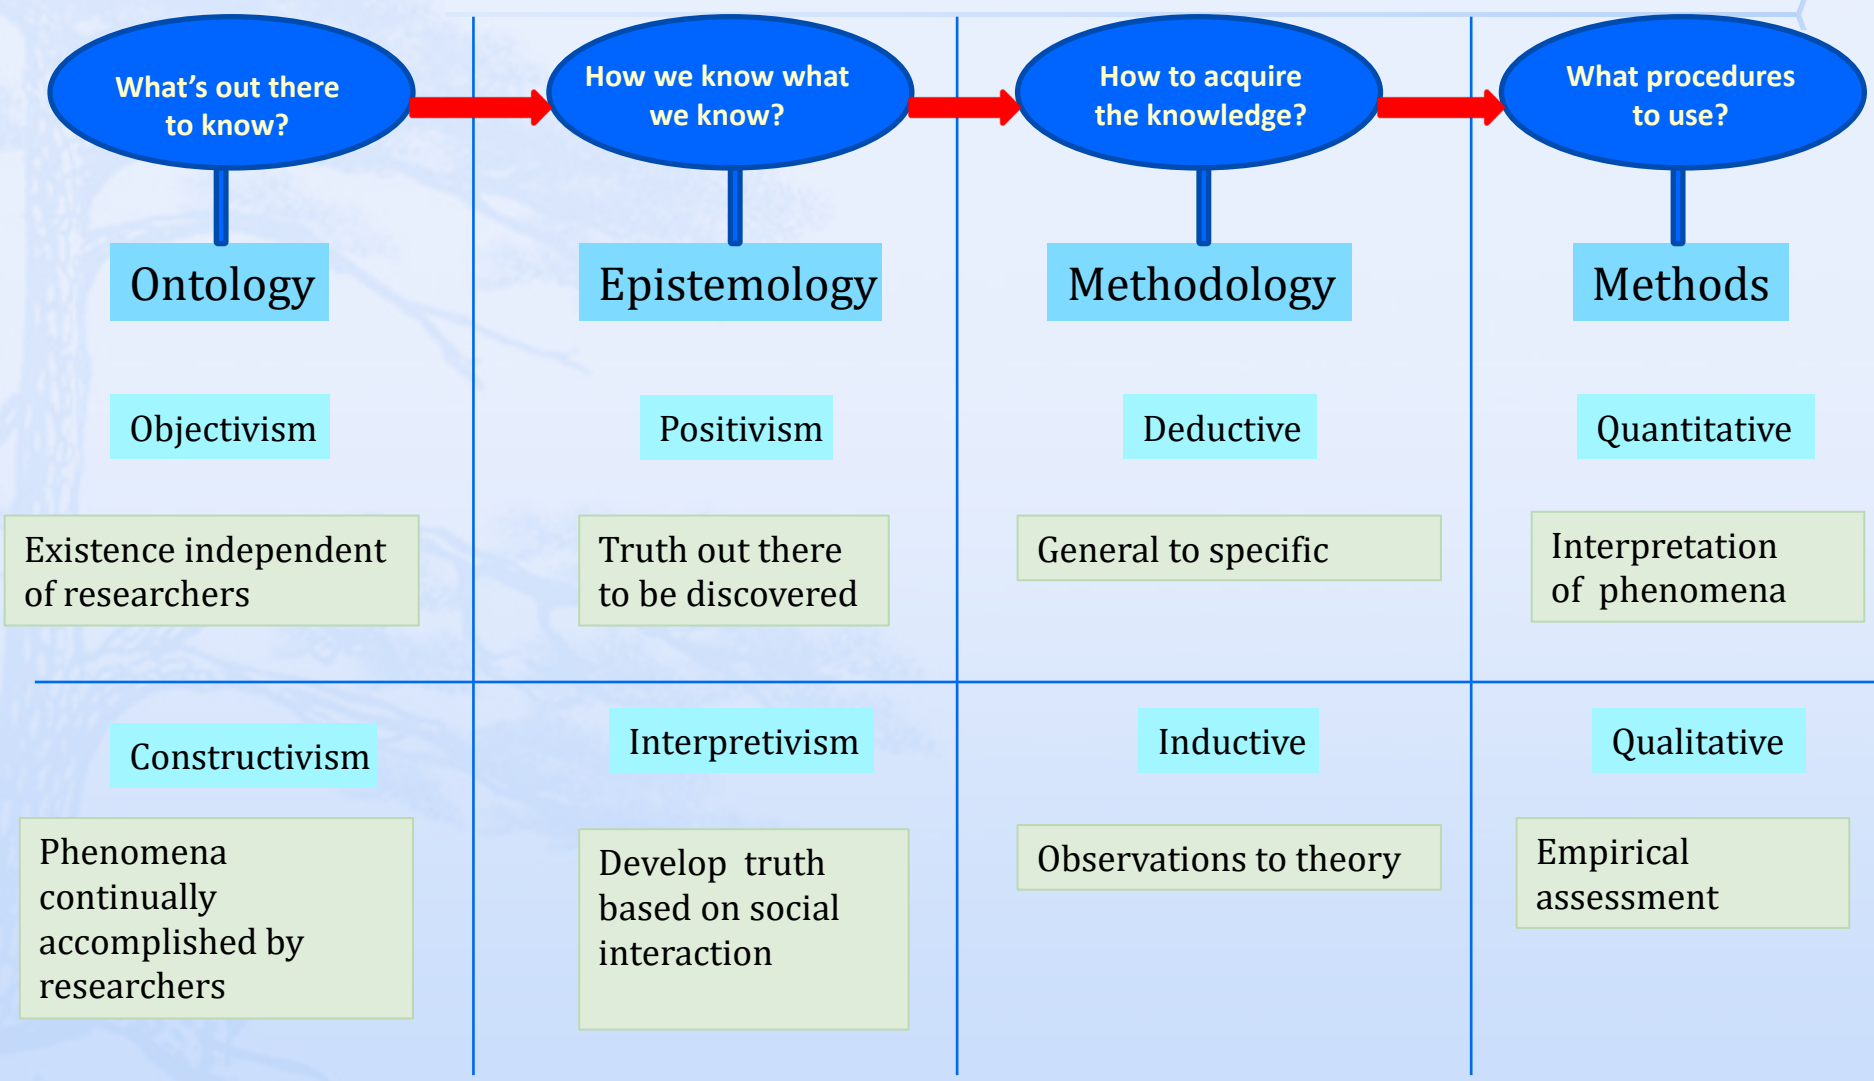 What’s out there
to know?
How we know what
we know?
How to acquire
the knowledge?
What procedures
to use?
Ontology
Epistemology
Methodology
Methods
Objectivism
Positivism
Deductive
Quantitative
Existence independent
of researchers
Truth out there
to be discovered
General to specific
Interpretation
of phenomena
Constructivism
Interpretivism
Inductive
Qualitative
Phenomena
continually
accomplished by
researchers
Develop truth
based on social
interaction
Observations to theory
Empirical
assessment